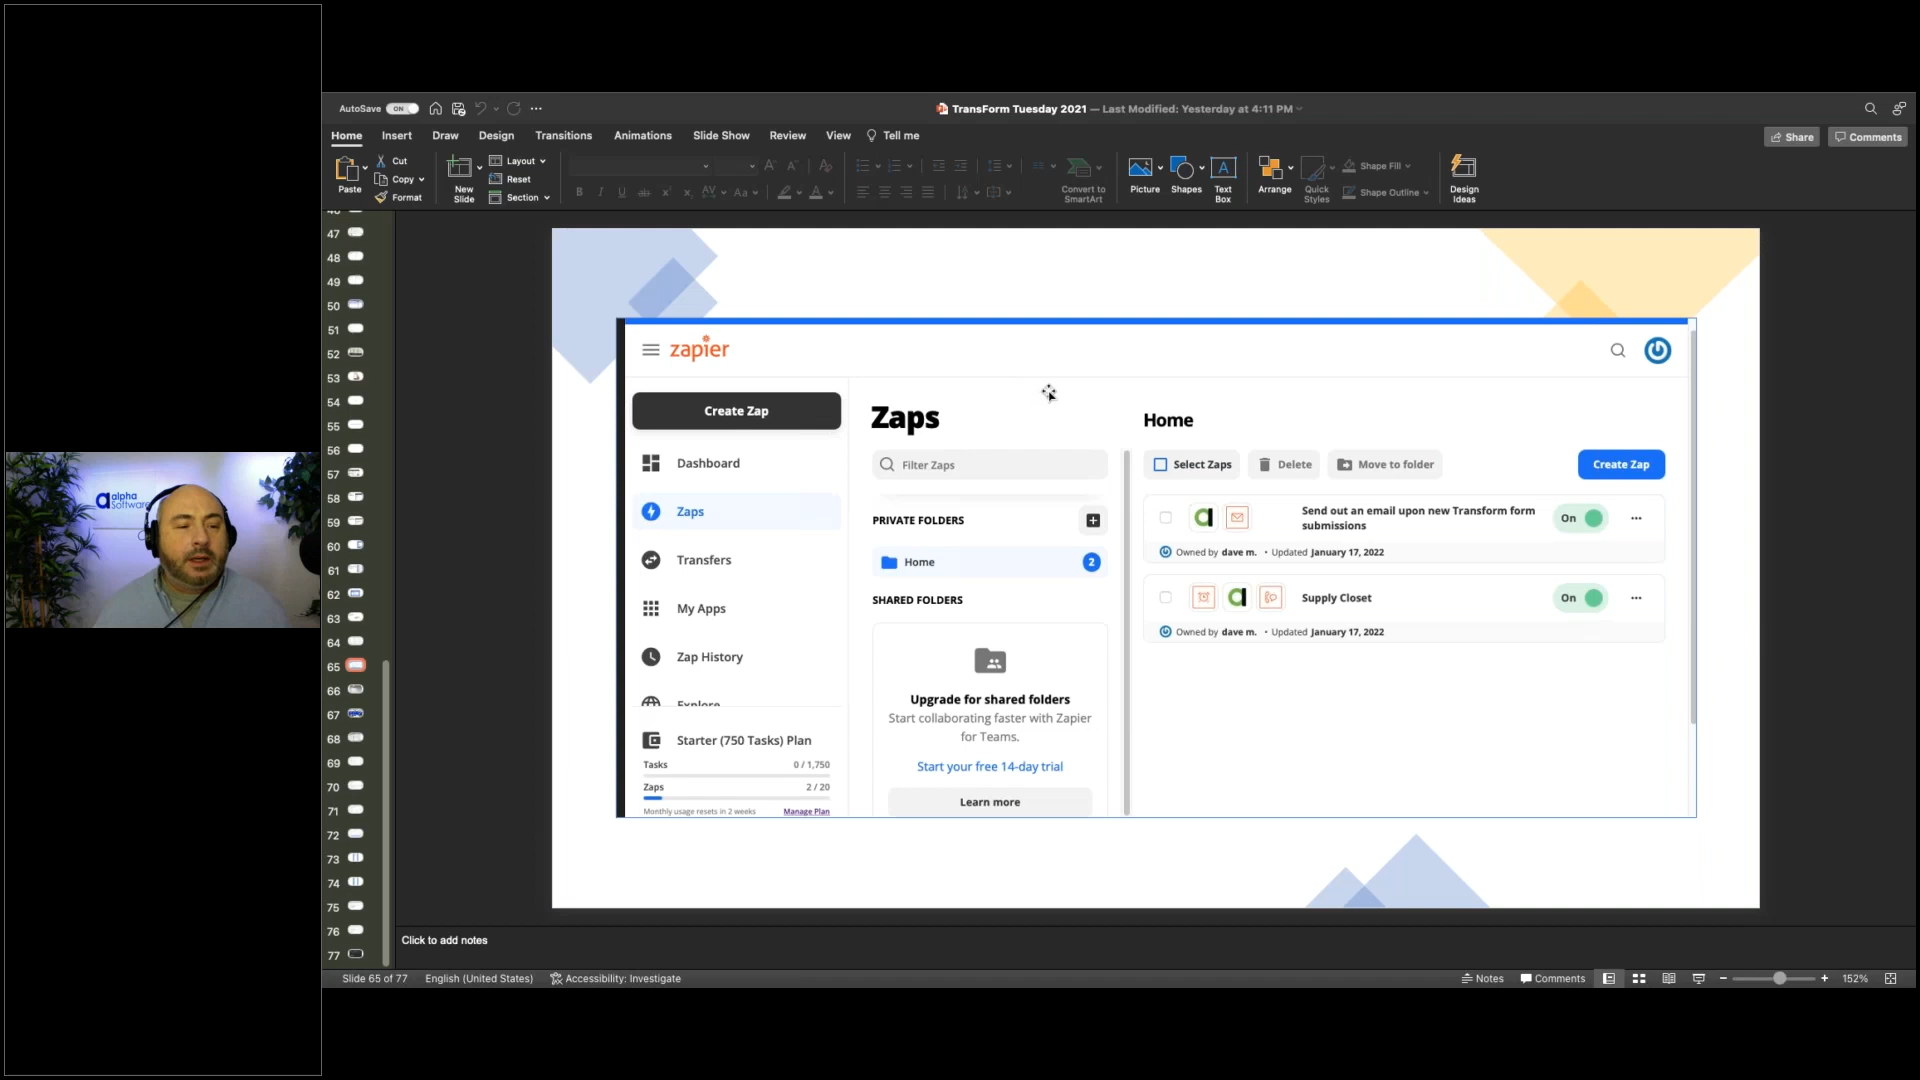 AutoSave ON
TransForm Tuesday 2021 — Last Modified: Yesterday at 4:11 PM
Home Insert Draw Design Transitions Animations Slide Show Review View Tell me
Share Comments
Paste
Cut
Copy
Format
New
Slide
Layout
Reset
Section
Convert to
SmartArt
Picture
Shapes
Text
Box
Arrange
Quick
Styles
Shape Fill
Shape Outline
Design
Ideas
47
48
49
50
51
52
53
54
55
56
57
58
59
60
61
62
63
64
65
66
67
68
69
70
71
72
73
74
75
76
77
alpha
Software
zapier
Create Zap
Dashboard
Zaps
Transfers
My Apps
Zap History
Explore
Starter (750 Tasks) Plan
Tasks 0 / 1,750
Zaps 2 / 20
Monthly usage resets in 2 weeks Manage Plan
Zaps
Filter Zaps
PRIVATE FOLDERS
Home 2
SHARED FOLDERS
Upgrade for shared folders
Start collaborating faster with Zapier
for Teams.
Start your free 14-day trial
Learn more
Home
Select Zaps Delete Move to folder Create Zap
Send out an email upon new Transform form
submissions
On
Owned by dave m. • Updated January 17, 2022
Supply Closet
On
Owned by dave m. • Updated January 17, 2022
Click to add notes
Slide 65 of 77 English (United States) Accessibility: Investigate
Notes Comments 152%